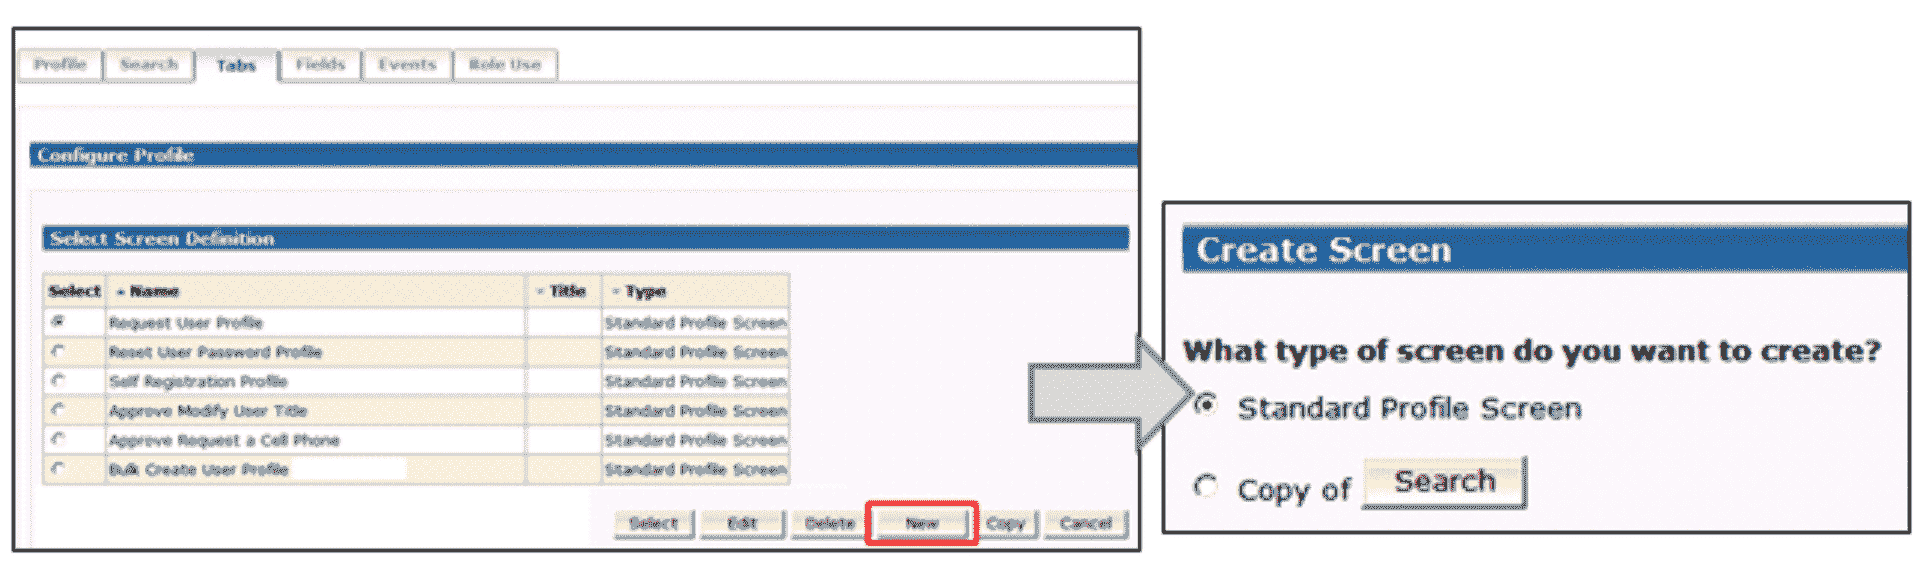 Profile Search Tabs Fields Events Role Use
Configure Profile
Select Screen Definition
Select Name Title Type
Request User Profile Standard Profile Screen
Reset User Password Profile Standard Profile Screen
Self Registration Profile Standard Profile Screen
Approve Modify User Title Standard Profile Screen
Approve Request a Cell Phone Standard Profile Screen
Bulk Create User Profile Standard Profile Screen
Select Edit Delete New Copy Cancel
Create Screen
What type of screen do you want to create?
Standard Profile Screen
Copy of Search